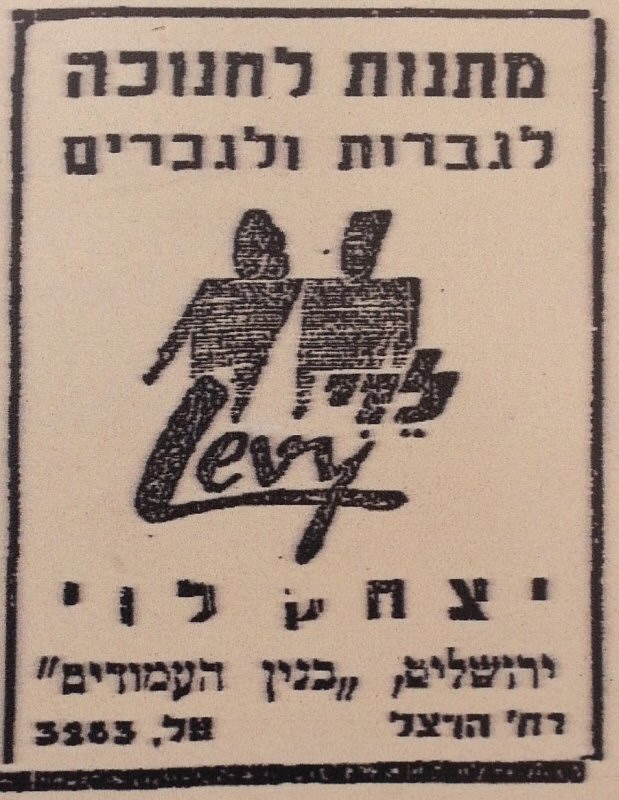 מתנות לחנוכה
לגברות ולגברים
לוי
Levy
יצחק לוי
ירושלים, „בנין העמודים"
רח' הרצל
טל. 3263